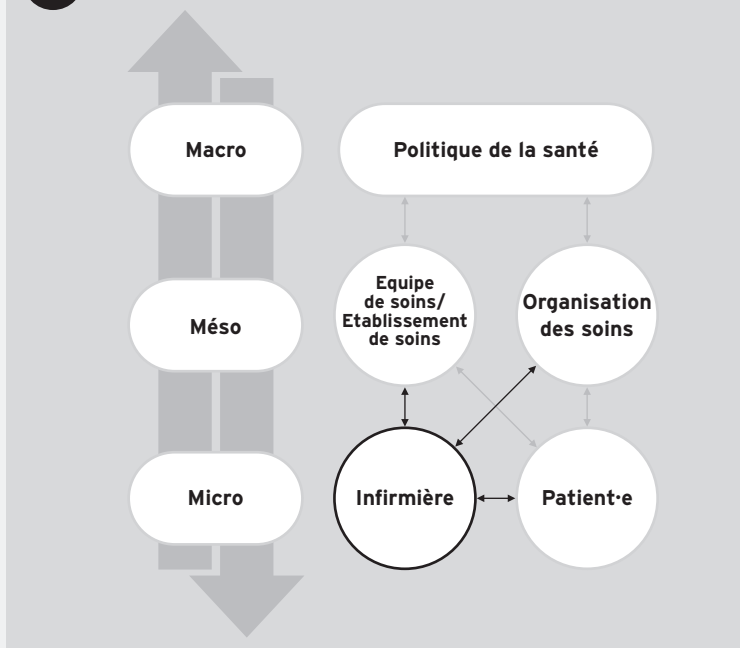 Macro
Politique de la santé
Equipe
de soins/
Etablissement
de soins
Organisation
des soins
Méso
Micro
Infirmière
Patient·e